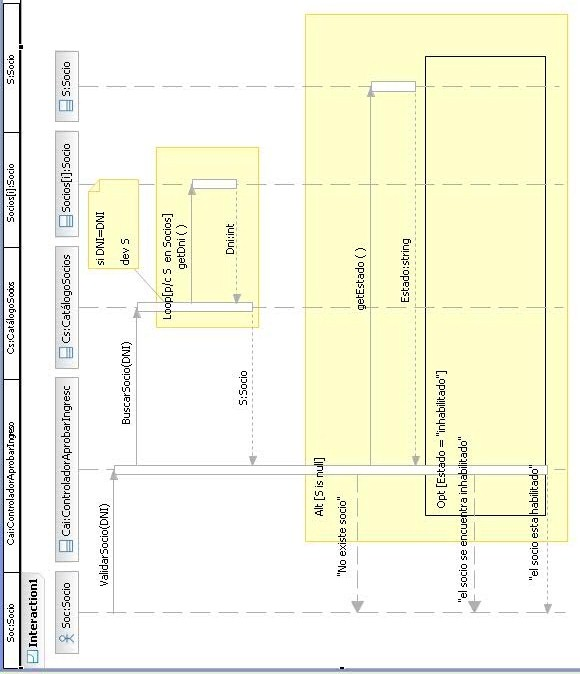 Soc:Socio
Cai:ControladorAprobarIngreso
Cs:CatálogoSocios
Socios[i]:Socio
S:Socio
Interaction1
Soc:Socio
Cai:ControladorAprobarIngresc
Cs:CatálogoSocios
Socios[i]:Socio
S:Socio
ValidarSocio(DNI)
BuscarSocio(DNI)
si DNI=DNI
dev S
Loop[p/c S en Socios]
getDni ( )
Dni:int
S:Socio
Alt [S is null]
"No existe socio"
getEstado ( )
Estado:string
Opt [Estado = "inhabilitado"]
"el socio se encuentra inhabilitado"
"el socio esta habilitado"